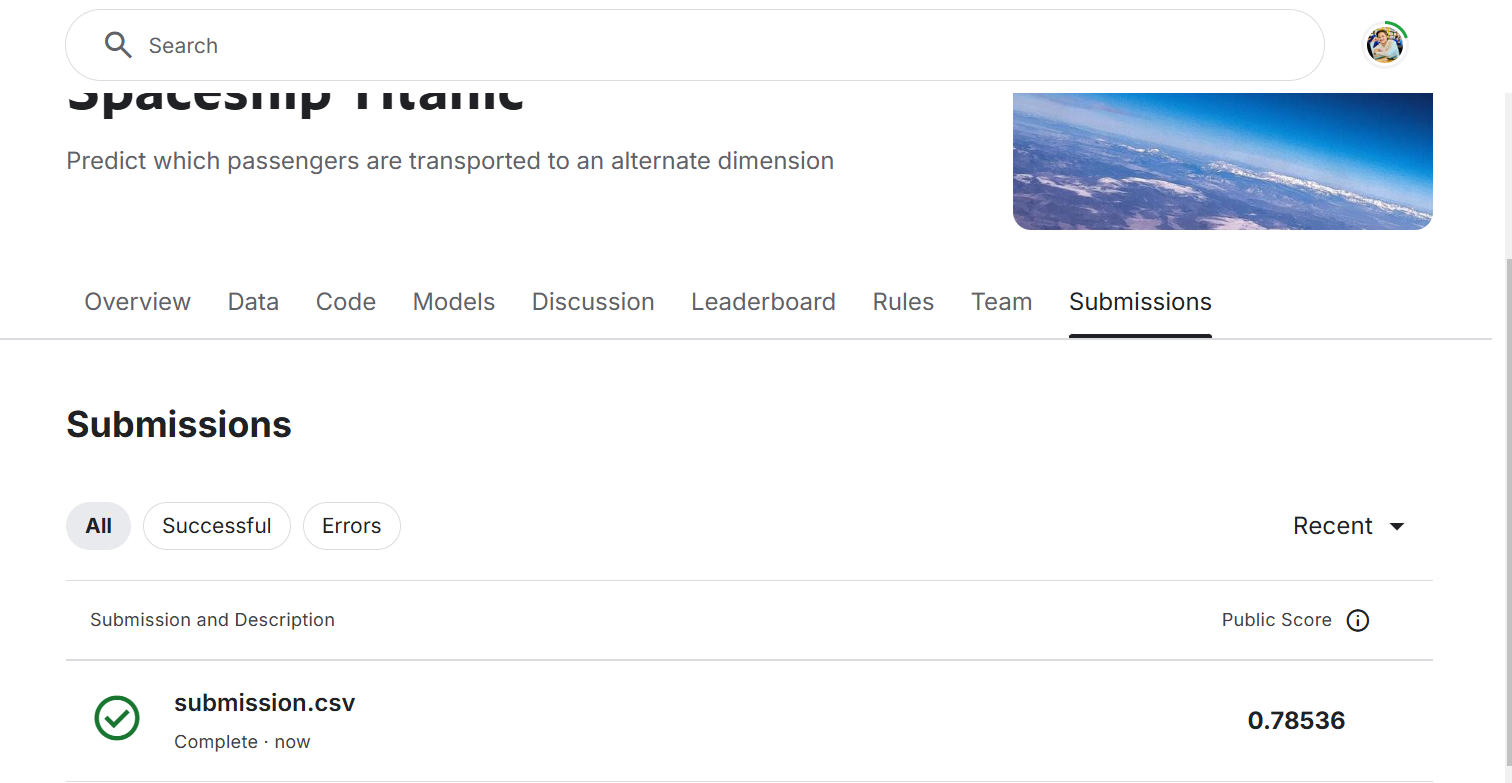 Search
Spaceship Titanic
Predict which passengers are transported to an alternate dimension
Overview Data Code Models Discussion Leaderboard Rules Team Submissions
Submissions
All Successful Errors Recent
Submission and Description Public Score
submission.csv
0.78536
Complete · now